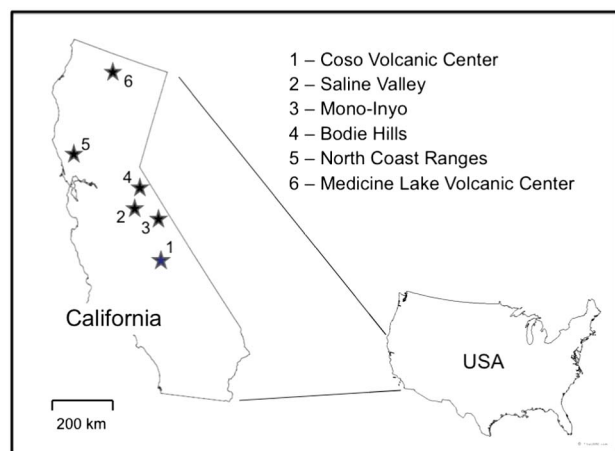 6
1 – Coso Volcanic Center
2 – Saline Valley
3 – Mono-Inyo
4 – Bodie Hills
5 – North Coast Ranges
6 – Medicine Lake Volcanic Center
5
4
2
3
1
California
USA
200 km